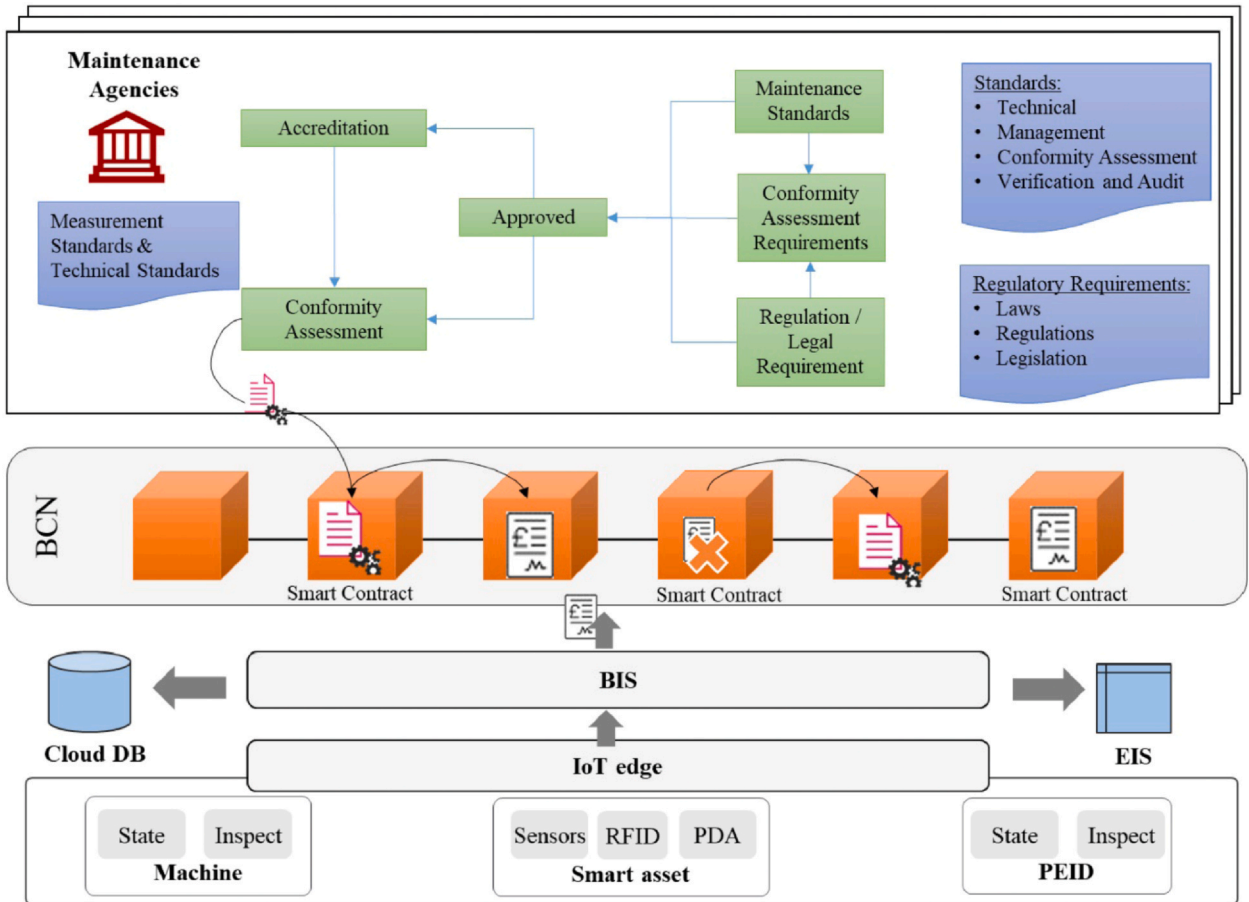 Maintenance
Agencies
Measurement
Standards &
Technical Standards
Accreditation
Conformity
Assessment
Approved
Maintenance
Standards
Conformity
Assessment
Requirements
Regulation /
Legal
Requirement
Standards:
• Technical
• Management
• Conformity Assessment
• Verification and Audit
Regulatory Requirements:
• Laws
• Regulations
• Legislation
BCN
£
£
£
Smart Contract
Smart Contract
Smart Contract
£
BIS
Cloud DB
EIS
IoT edge
State
Inspect
Machine
Sensors
RFID
PDA
Smart asset
State
Inspect
PEID